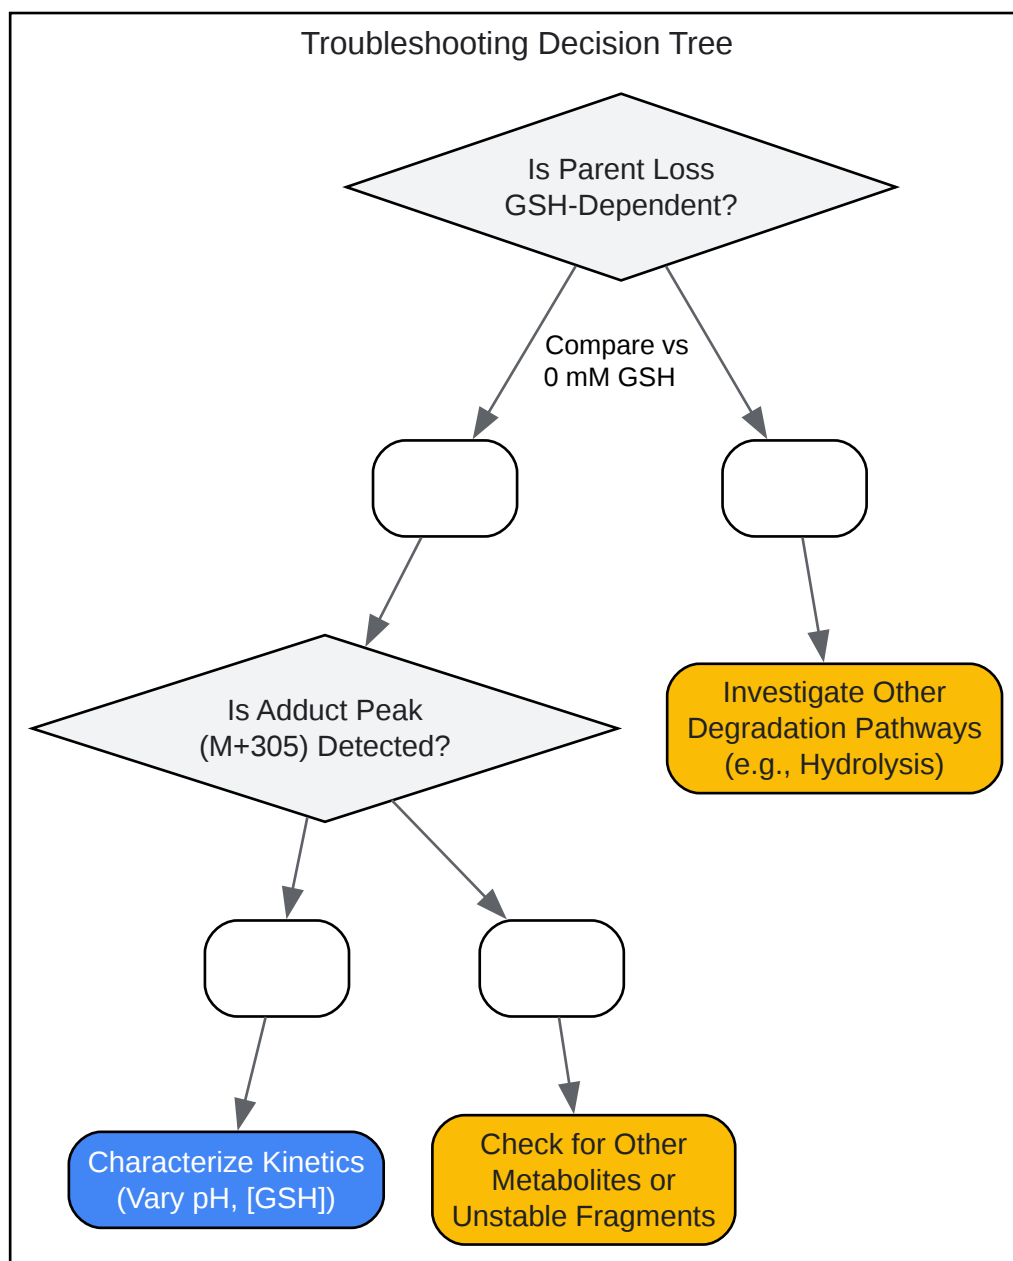 Troubleshooting Decision Tree
Is Parent Loss
GSH-Dependent?
Compare vs
0 mM GSH
Is Adduct Peak
(M+305) Detected?
Investigate Other
Degradation Pathways
(e.g., Hydrolysis)
Characterize Kinetics
(Vary pH, [GSH])
Check for Other
Metabolites or
Unstable Fragments